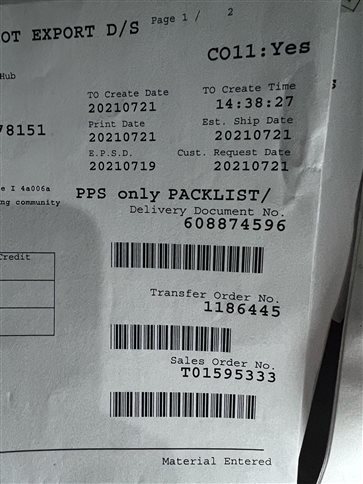 Page 1 / 2
OT EXPORT D/S
CO11:Yes
Hub
TO Create Date TO Create Time
20210721 14:38:27
Print Date Est. Ship Date
78151 20210721 20210721
E.P.S.D. Cust. Request Date
20210719 20210721
e I 4a006a
ng community
PPS only PACKLIST/
Delivery Document No.
608874596
Credit
Transfer Order No.
1186445
Sales Order No.
T01595333
Material Entered